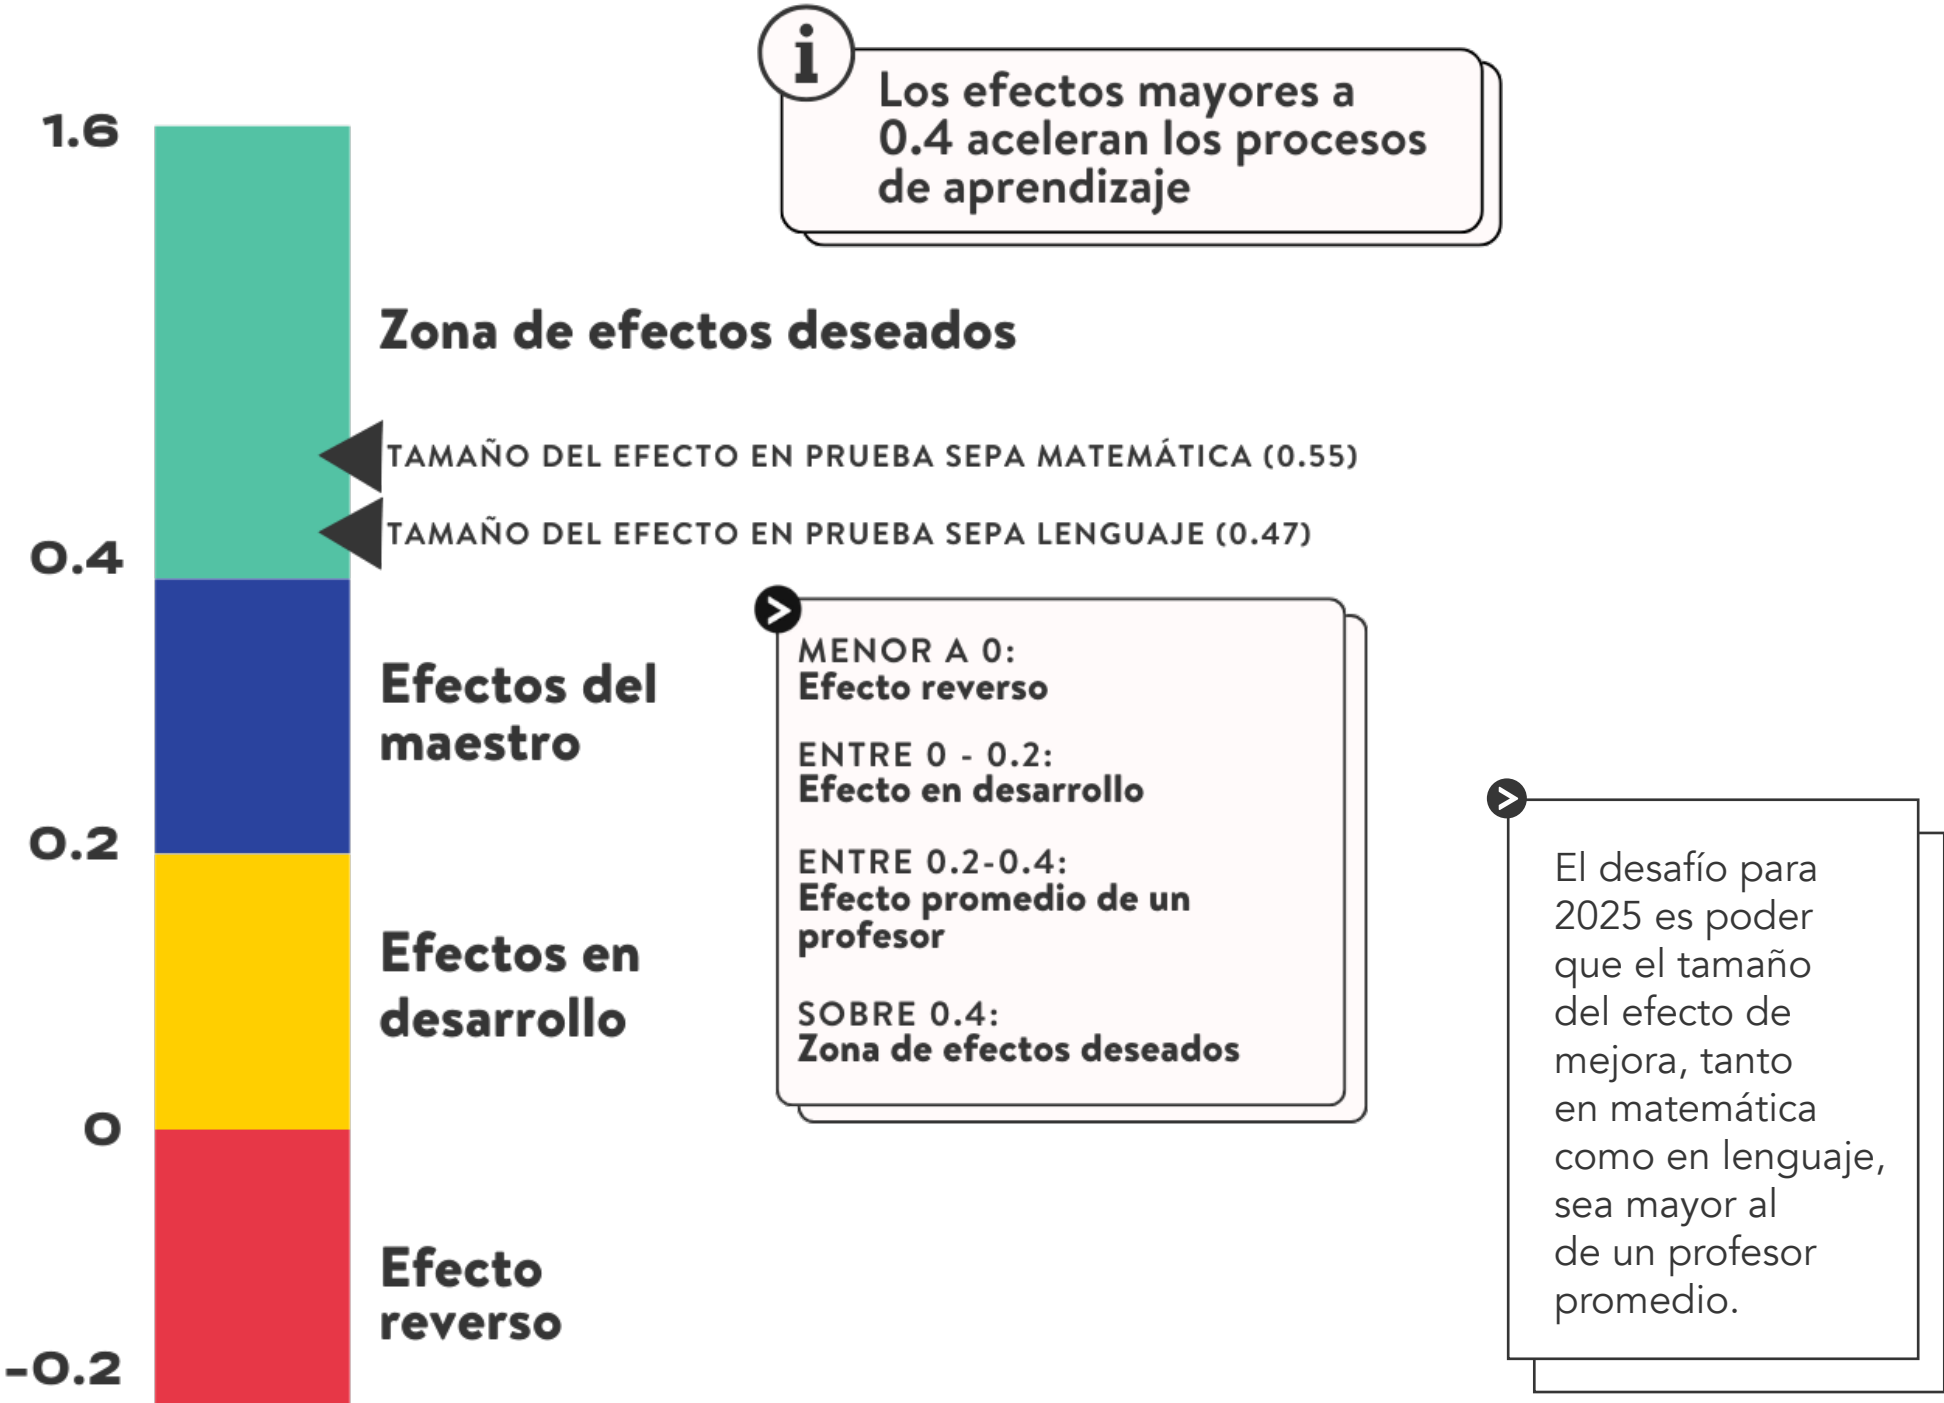 i
Los efectos mayores a
0.4 aceleran los procesos
de aprendizaje
1.6
Zona de efectos deseados
TAMAÑO DEL EFECTO EN PRUEBA SEPA MATEMÁTICA (0.55)
TAMAÑO DEL EFECTO EN PRUEBA SEPA LENGUAJE (0.47)
0.4
Efectos del
maestro
0.2
Efectos en
desarrollo
0
Efecto
reverso
-0.2
>
MENOR A 0:
Efecto reverso
ENTRE 0 - 0.2:
Efecto en desarrollo
ENTRE 0.2-0.4:
Efecto promedio de un
profesor
SOBRE 0.4:
Zona de efectos deseados
>
El desafío para
2025 es poder
que el tamaño
del efecto de
mejora, tanto
en matemática
como en lenguaje,
sea mayor al
de un profesor
promedio.